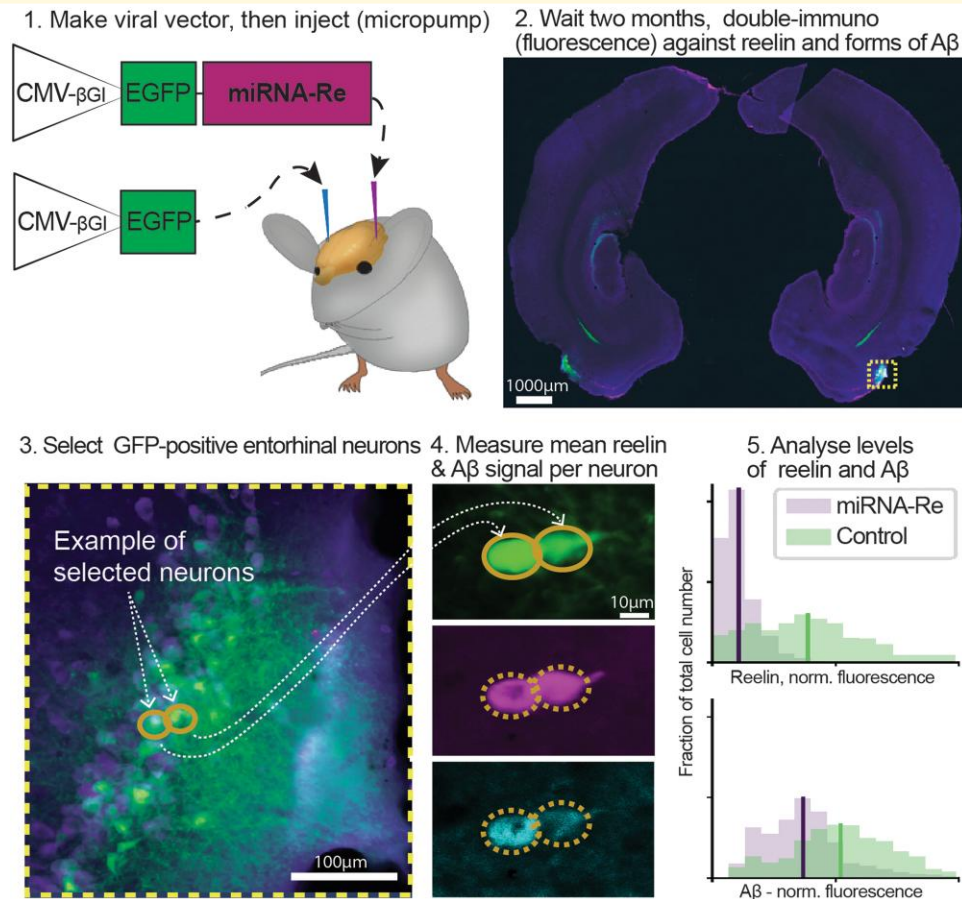 1. Make viral vector, then inject (micropump)
CMV-βGI
EGFP
miRNA-Re
CMV-βGI
EGFP
2. Wait two months, double-immuno
(fluorescence) against reelin and forms of Aβ
1000μm
3. Select GFP-positive entorhinal neurons
Example of
selected neurons
100μm
4. Measure mean reelin
& Aβ signal per neuron
10μm
5. Analyse levels
of reelin and Aβ
miRNA-Re
Control
Fraction of total cell number
Reelin, norm. fluorescence
Aβ - norm. fluorescence